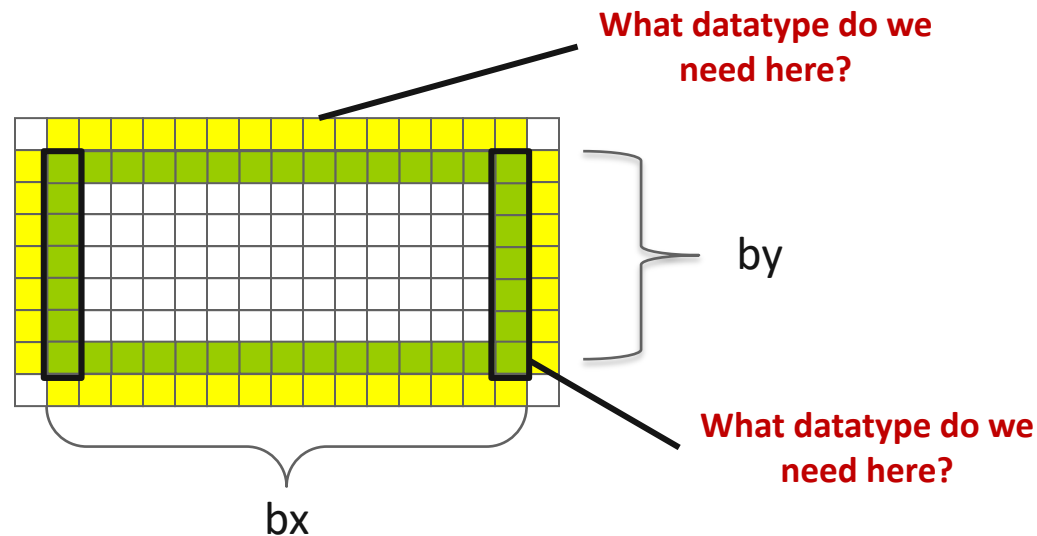 What datatype do we
need here?
by
What datatype do we
need here?
bx